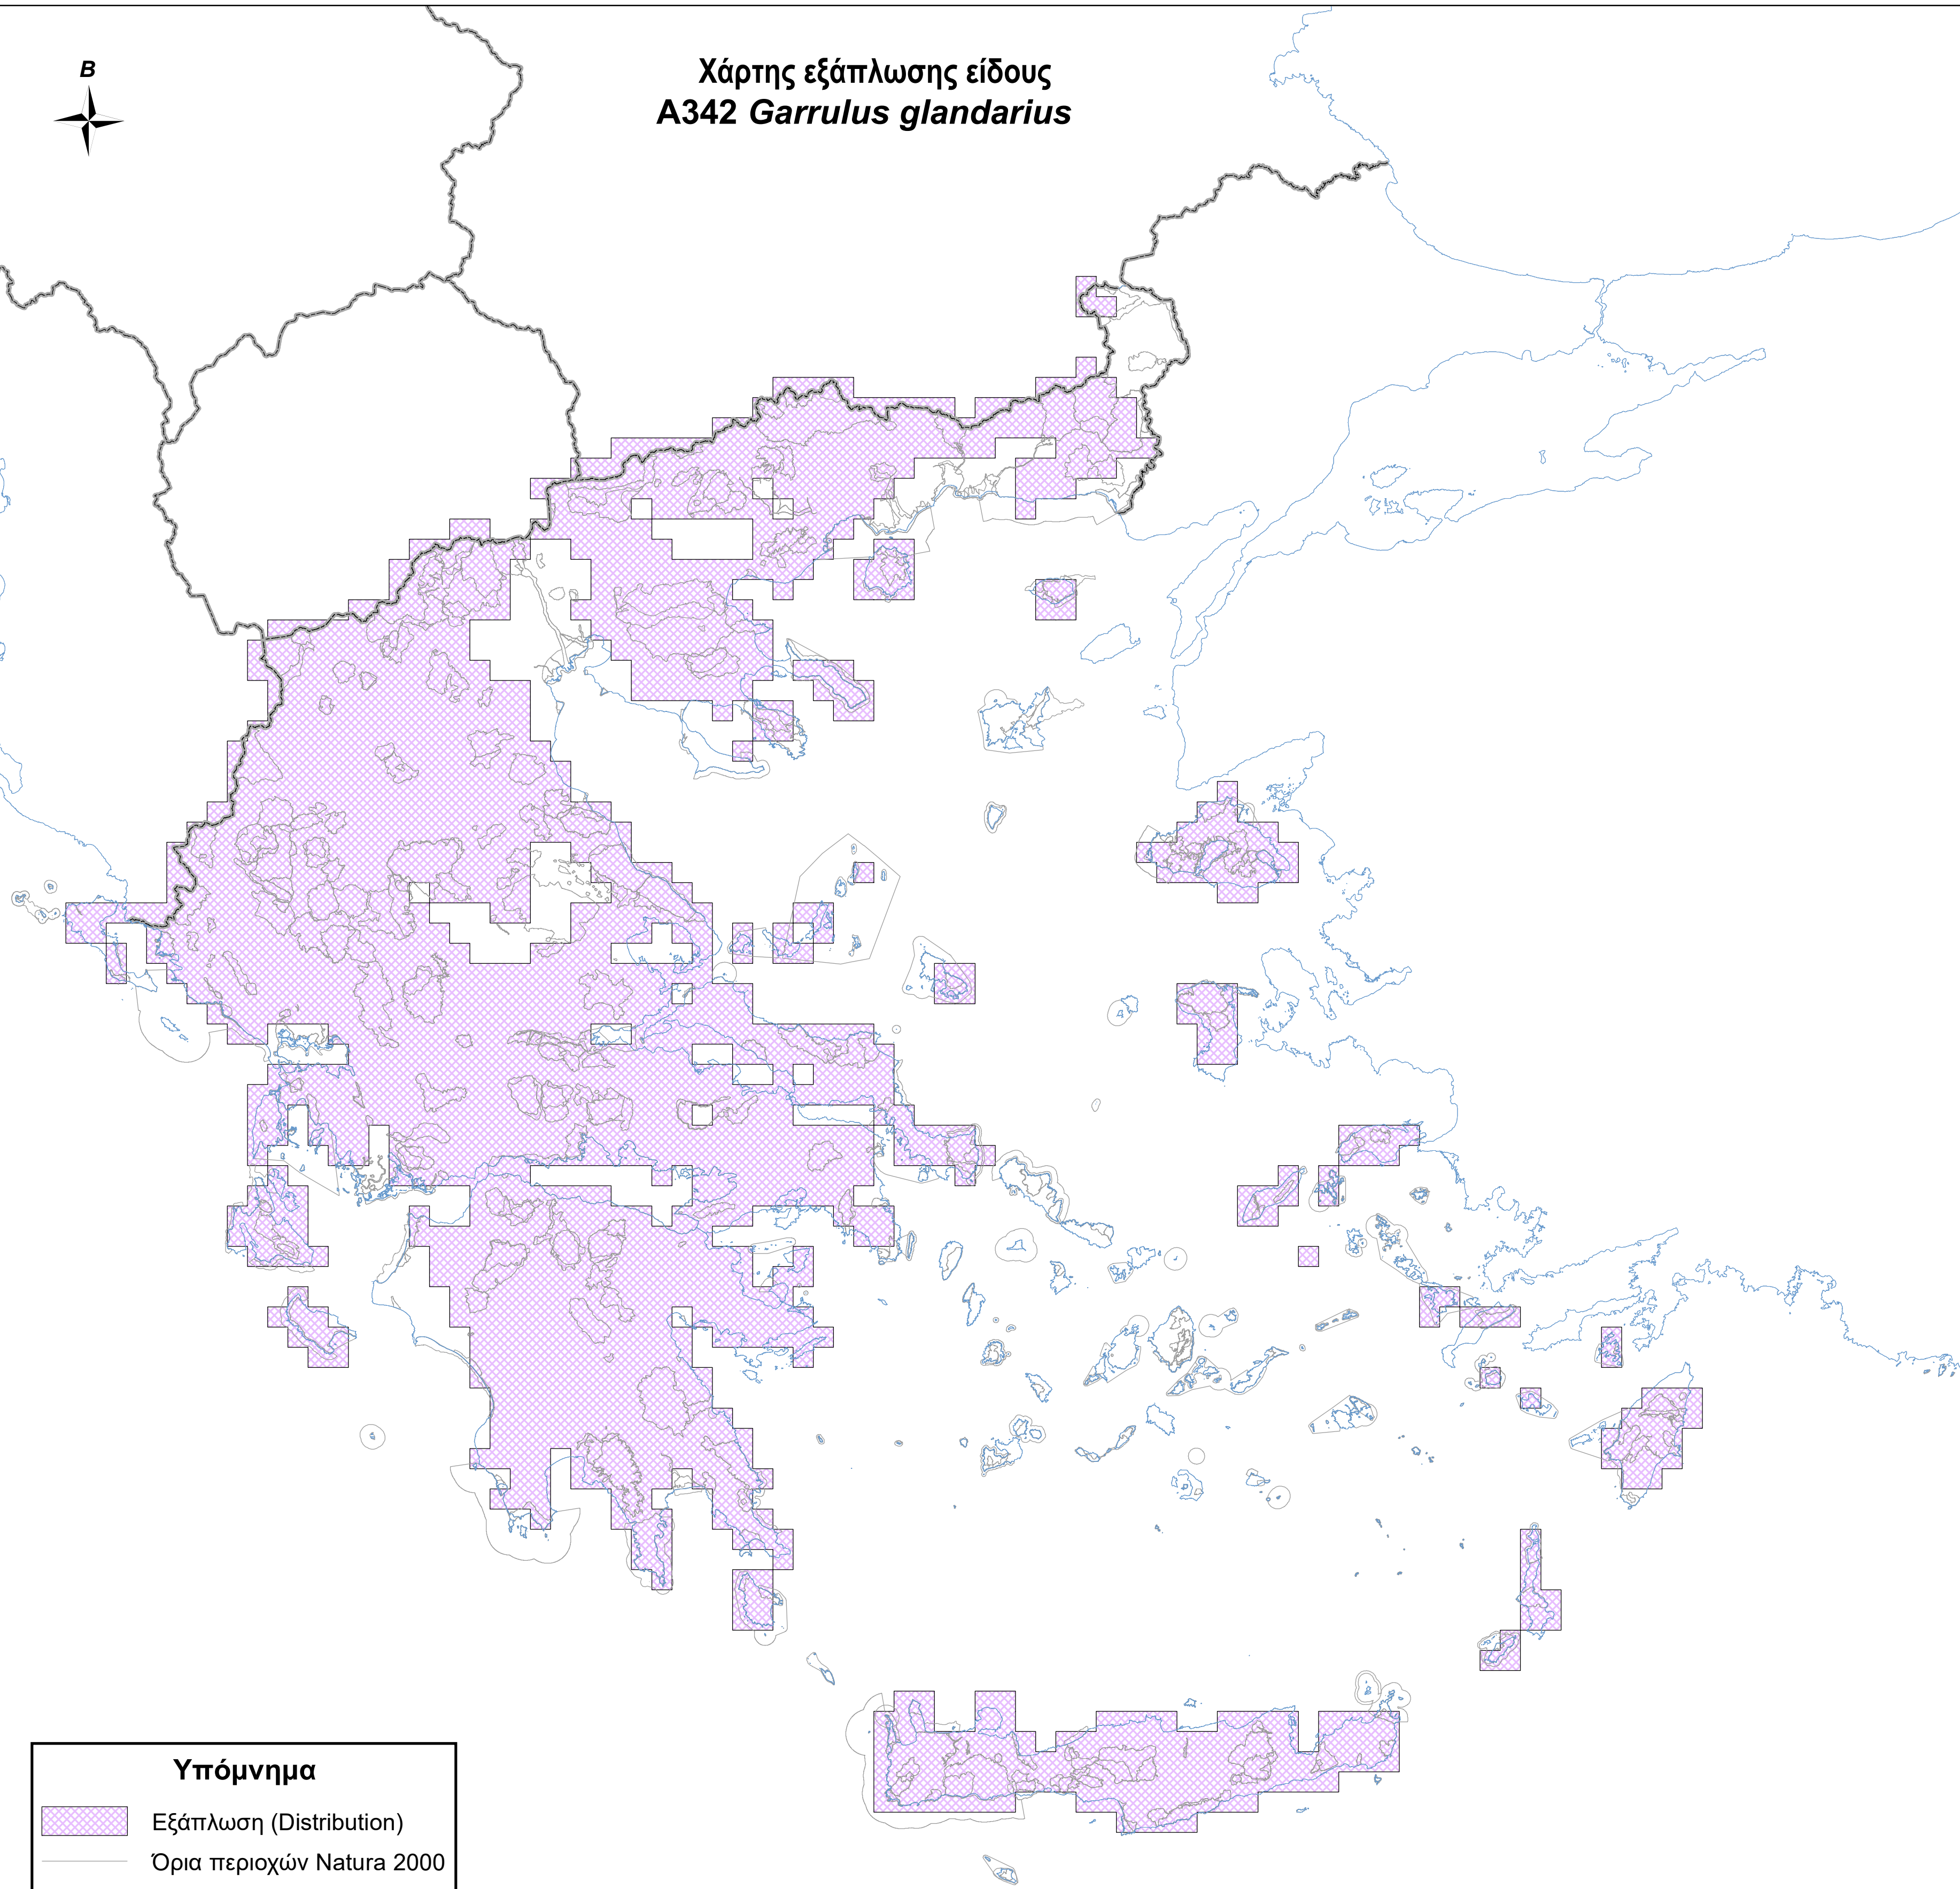 B
Χάρτης εξάπλωσης είδους
A342 Garrulus glandarius
Υπόμνημα
Εξάπλωση (Distribution)
Όρια περιοχών Natura 2000